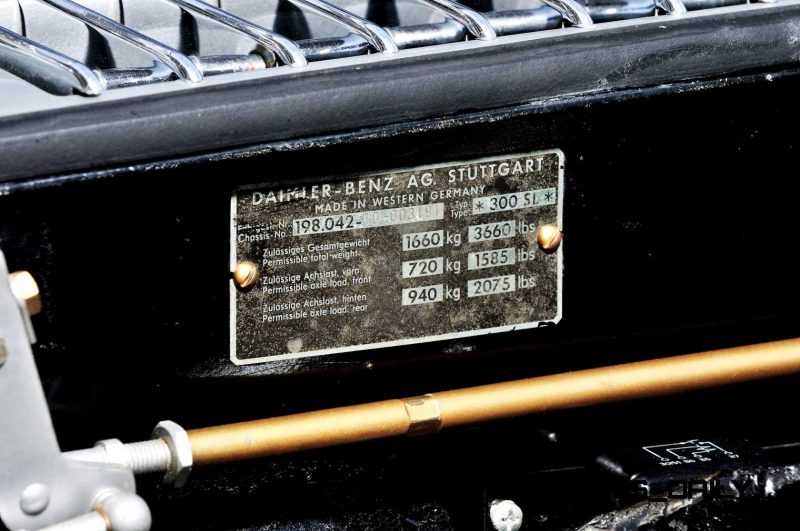 DAIMLER-BENZ AG. STUTTGART
MADE IN WESTERN GERMANY
Chassis-No.: 198.042- Typ: Type: * 300 SL *
Zulässiges Gesamtgewicht
Permissible total-weight: 1660 kg 3660 lbs
Zulässige Achslast, vorn
Permissible axle load, front 720 kg 1585 lbs
Zulässige Achslast, hinten
Permissible axle load, rear 940 kg 2075 lbs